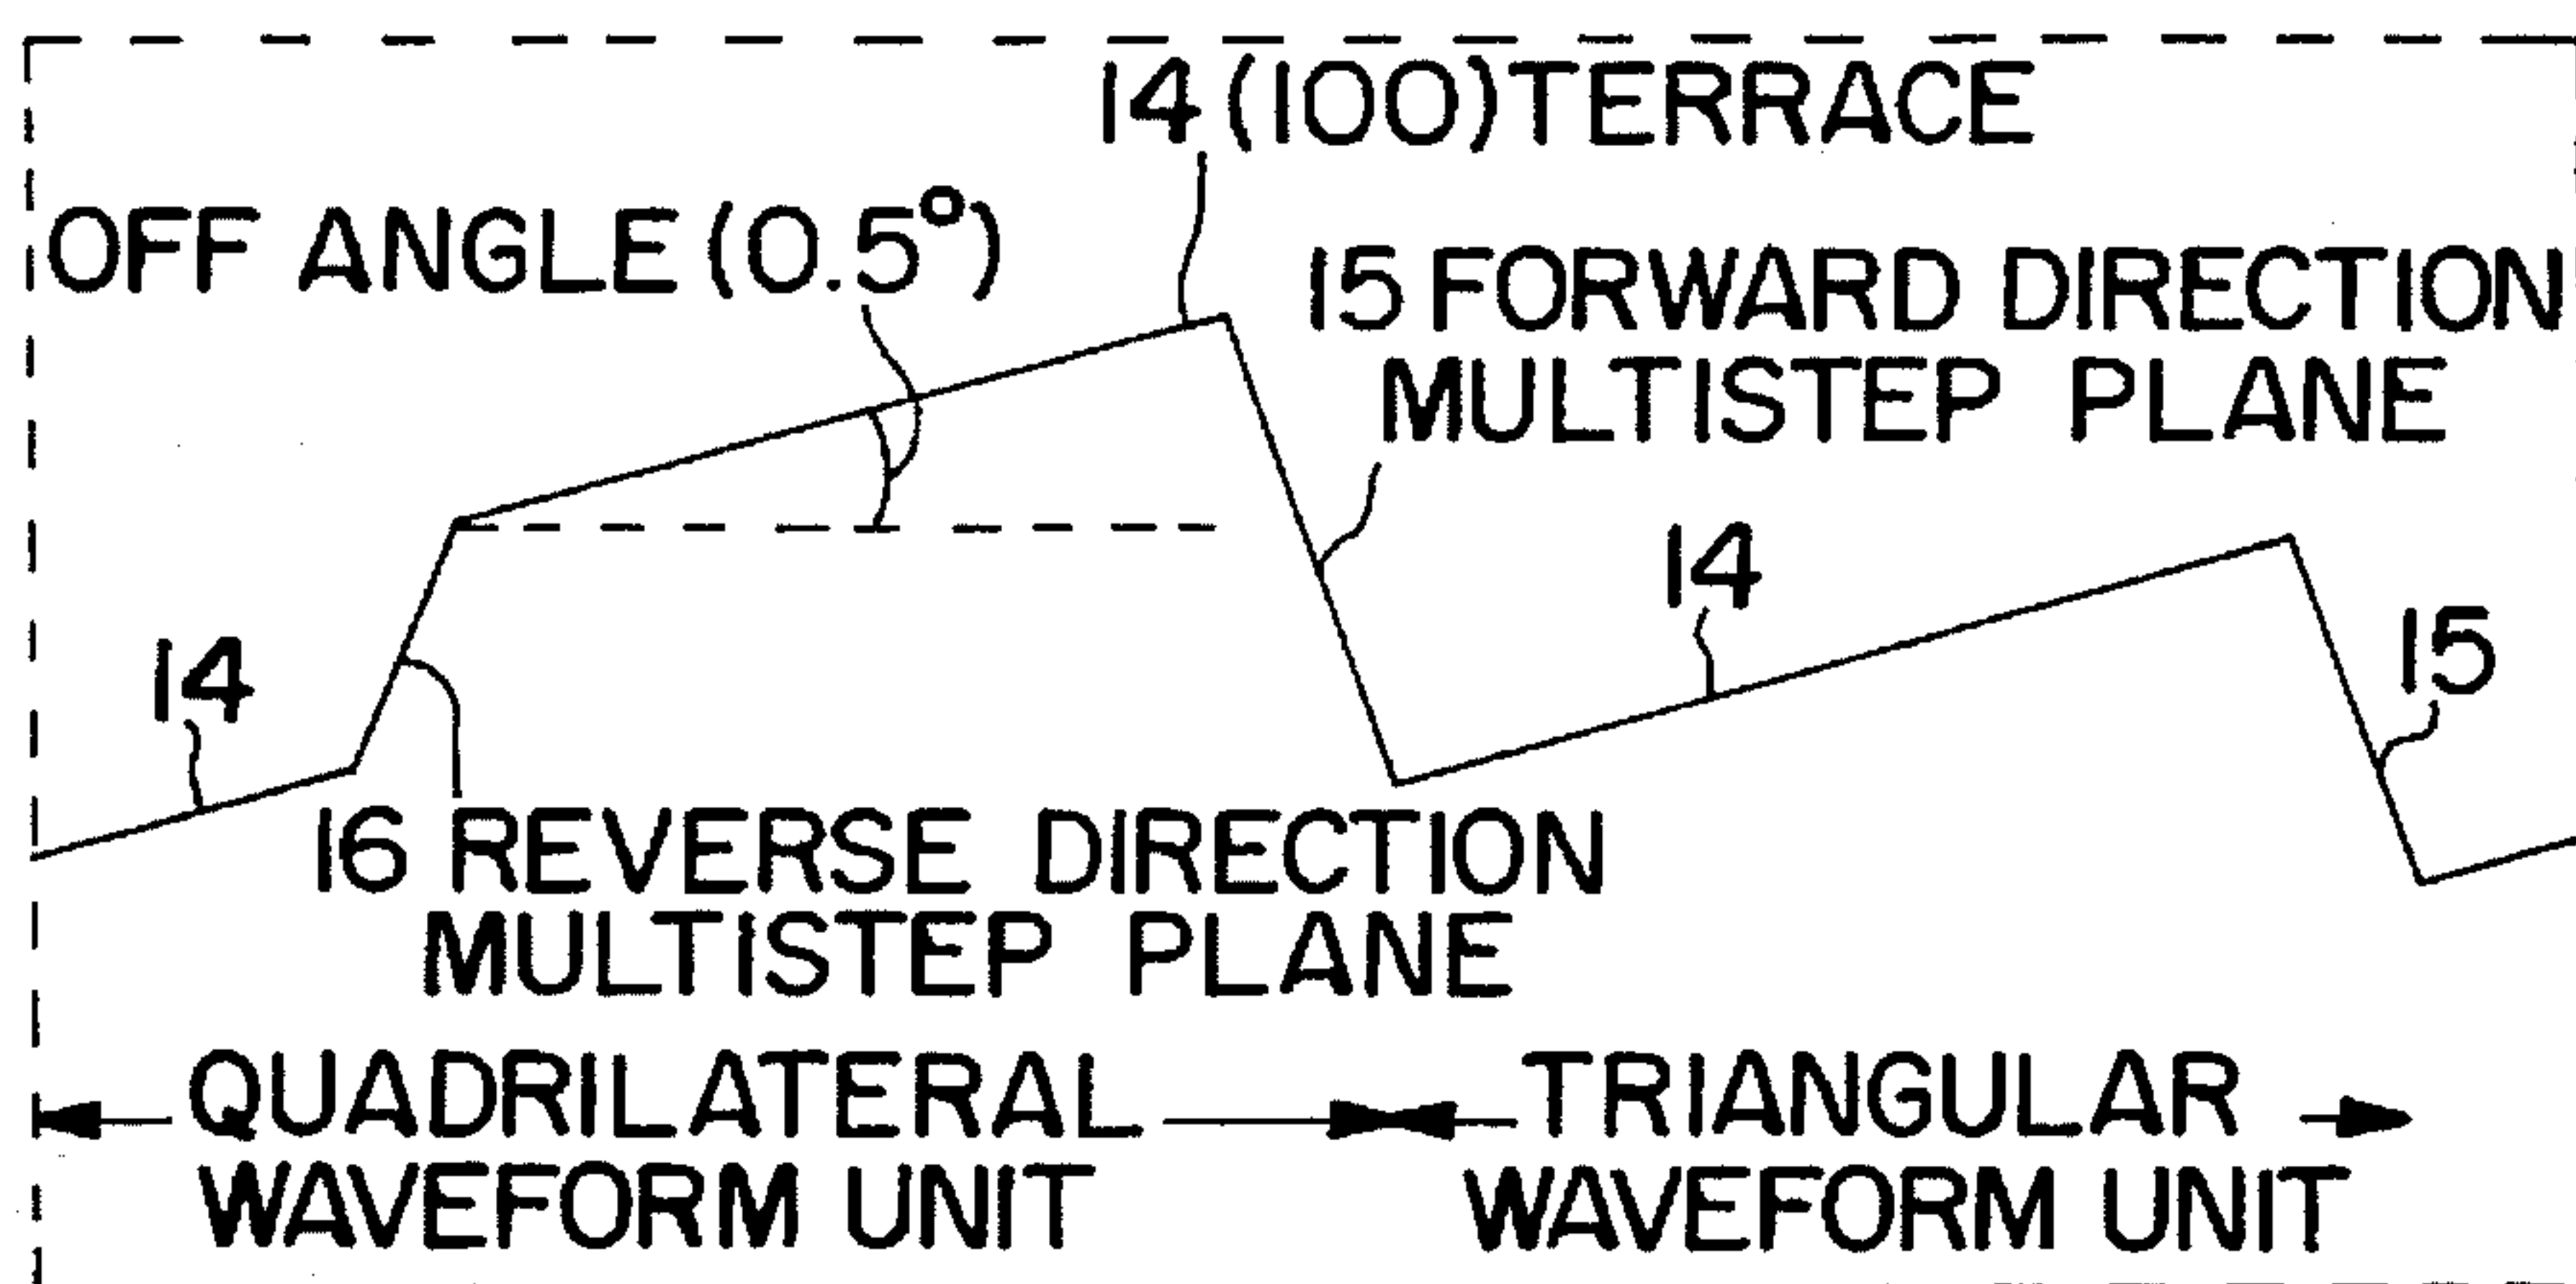 14 (100) TERRACE
OFF ANGLE (0.5°)
15 FORWARD DIRECTION
MULTISTEP PLANE
14
14
15
16 REVERSE DIRECTION
MULTISTEP PLANE
QUADRILATERAL
WAVEFORM UNIT
TRIANGULAR
WAVEFORM UNIT